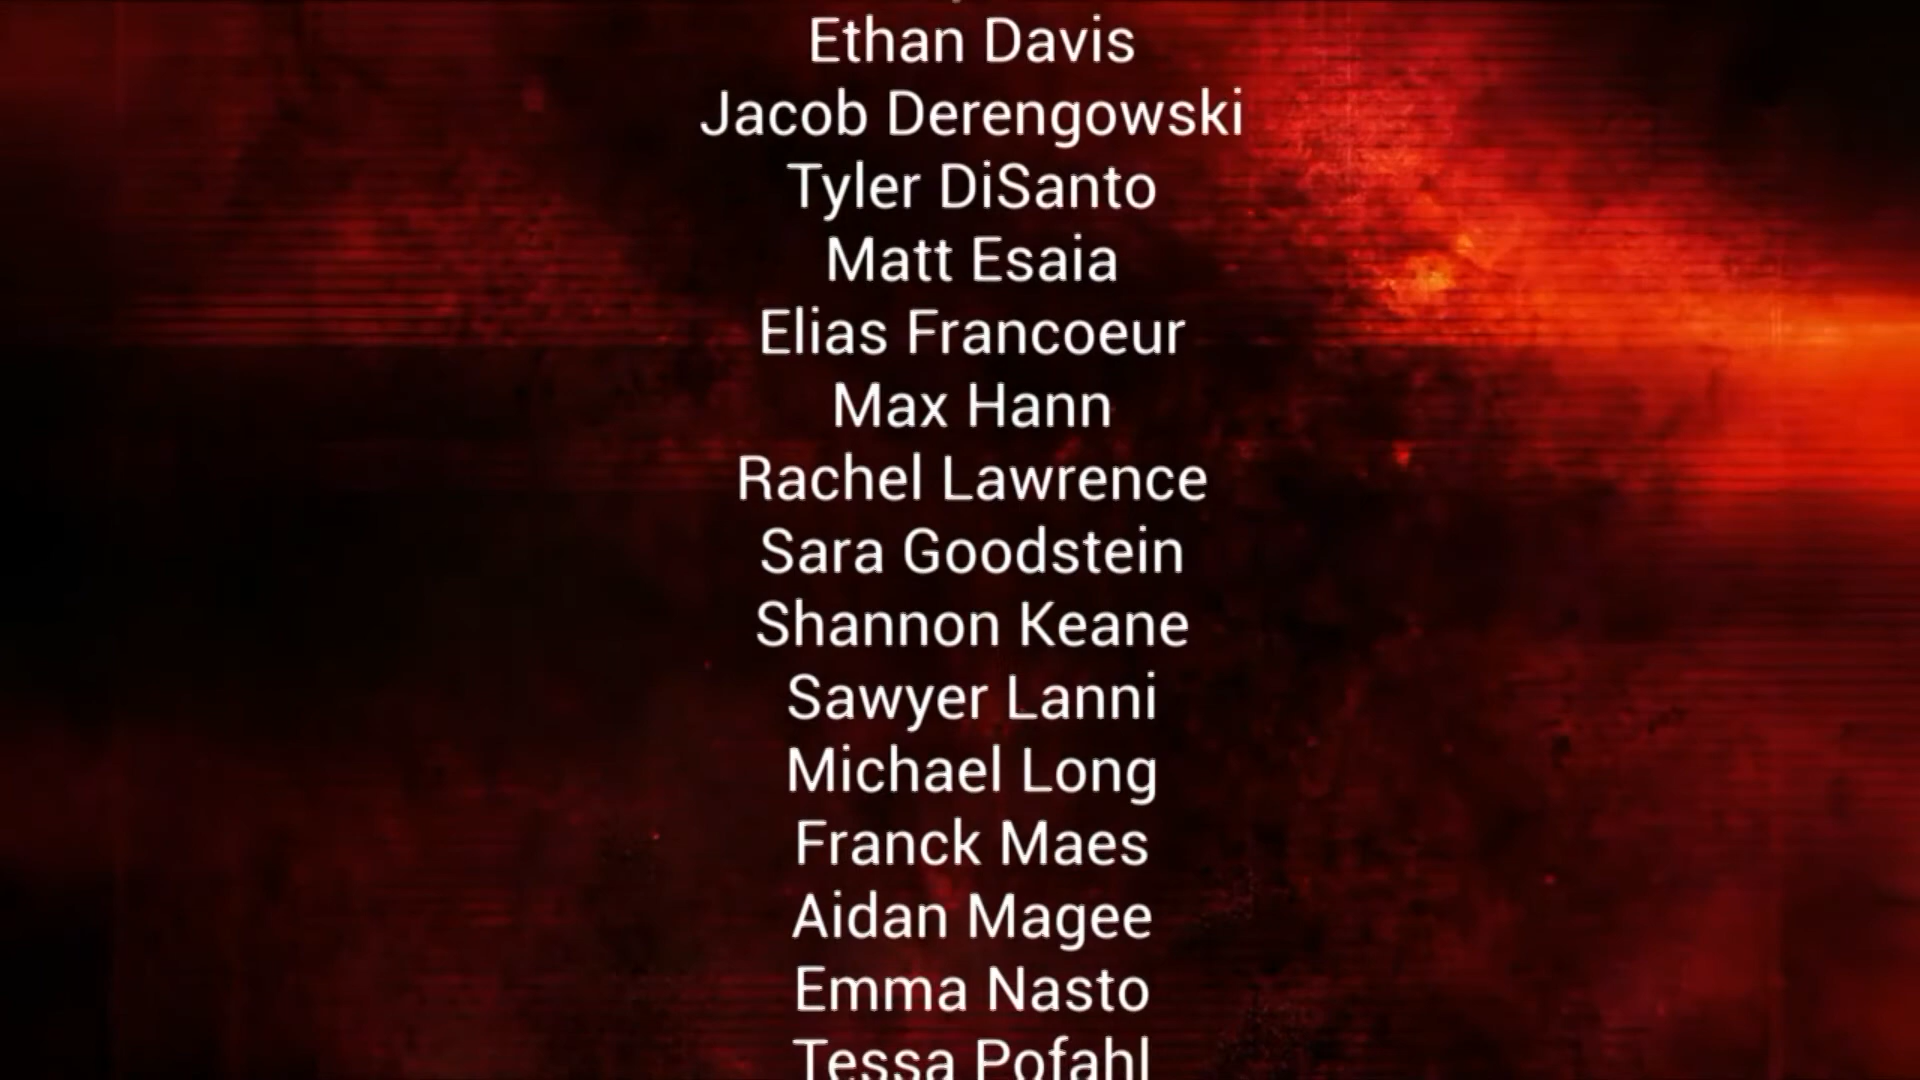 Ethan Davis
Jacob Derengowski
Tyler DiSanto
Matt Esaia
Elias Francoeur
Max Hann
Rachel Lawrence
Sara Goodstein
Shannon Keane
Sawyer Lanni
Michael Long
Franck Maes
Aidan Magee
Emma Nasto
Tessa Pofahl